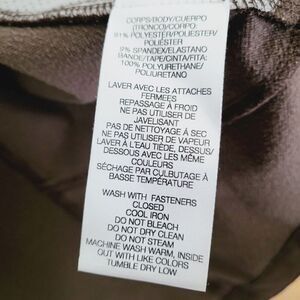 CORPS/BODY/CUERPO
(TRONCO)/CORPO:
91% POLYESTER/POLIESTER/
POLIÉSTER
9% SPANDEX/ELASTANO
BANDE/TAPE/CINTA/FITA:
100% POLYURETHANE/
POLIURETANO
LAVER AVEC LES ATTACHES
FERMEES
REPASSAGE À FROID
NE PAS UTILISER DE
JAVELISANT
PAS DE NETTOYAGE À SEC
NE PAS UTILISER DE VAPEUR
LAVER À L'EAU TIÈDE, DESSUS/
DESSOUS AVEC LES MÊME
COULEURS
SÉCHAGE PAR CULBUTAGE À
BASSE TEMPÉRATURE
WASH WITH FASTENERS
CLOSED
COOL IRON
DO NOT BLEACH
DO NOT DRY CLEAN
DO NOT STEAM
MACHINE WASH WARM, INSIDE
OUT WITH LIKE COLORS
TUMBLE DRY LOW